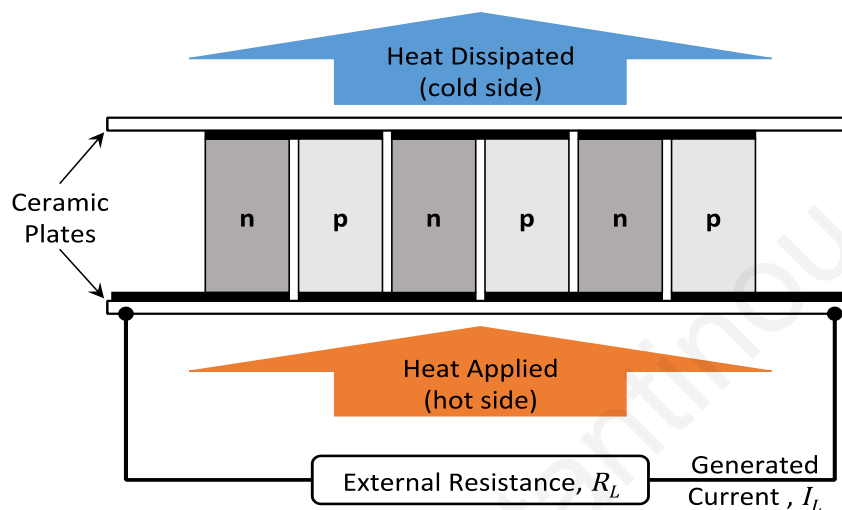 Heat Dissipated
(cold side)
Ceramic
Plates
n p n p n p
Heat Applied
(hot side)
External Resistance, R_L
Generated
Current , I_L